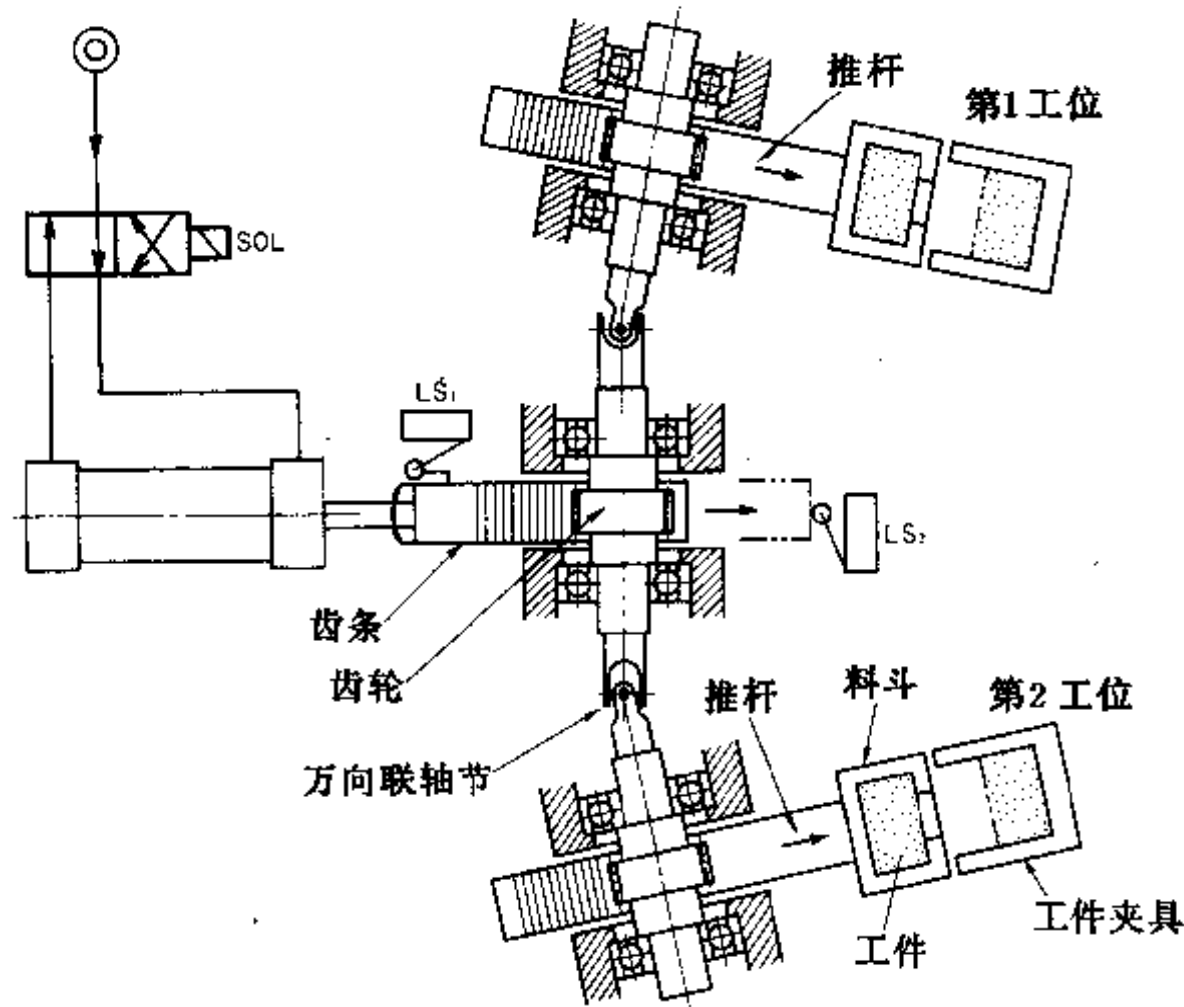 推杆
第1工位
SOL
LS₁
LS₂
齿条
齿轮
万向联轴节
推杆
料斗
第2工位
工件
工件夹具